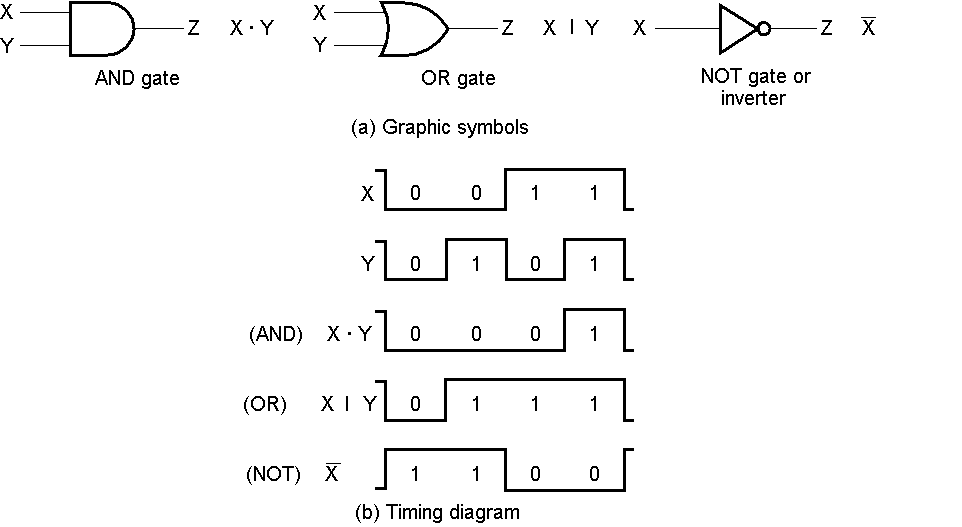 X
Y
Z X · Y
AND gate
X
Y
Z X | Y
OR gate
X Z X̅
NOT gate or
inverter
(a) Graphic symbols
X 0 0 1 1
Y 0 1 0 1
(AND) X · Y 0 0 0 1
(OR) X | Y 0 1 1 1
(NOT) X̅ 1 1 0 0
(b) Timing diagram